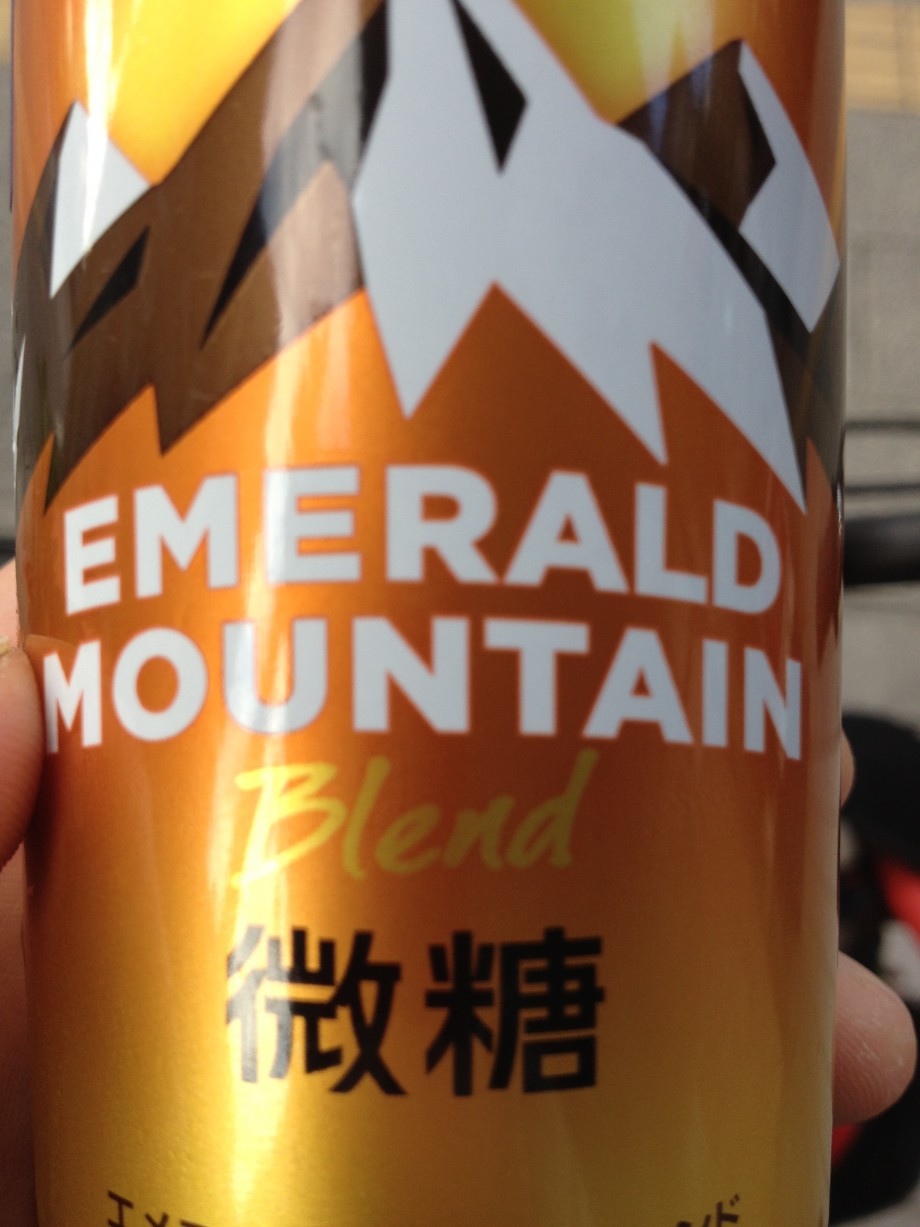 EMERALD
MOUNTAIN
Blend
微糖